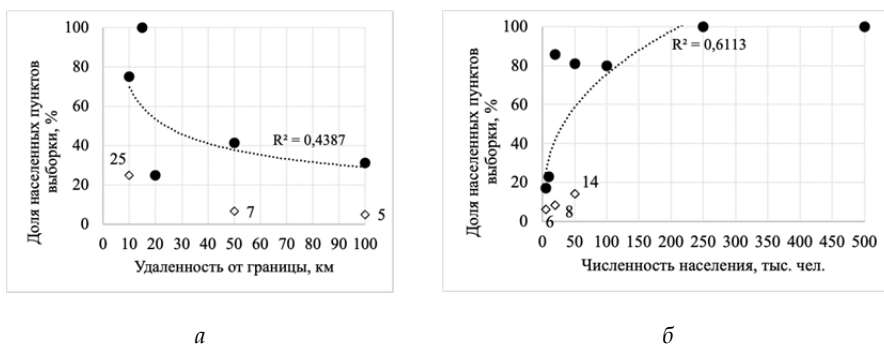 Доля населенных пунктов
выборки, %
100
80
60
40
20
0
25
7
5
R² = 0,4387
0 10 20 30 40 50 60 70 80 90 100
Удаленность от границы, км
а
Доля населенных пунктов
выборки, %
100
80
60
40
20
0
R² = 0,6113
14
8
6
0 50 100 150 200 250 300 350 400 450 500
Численность населения, тыс. чел.
б